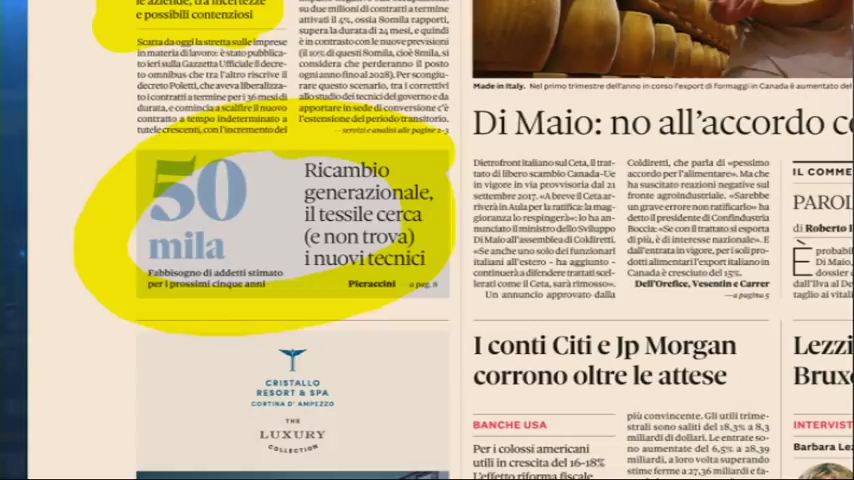 le aziende, tra incertezze
e possibili contenziosi
Scatta da oggi la stretta sulle imprese
in materia di lavoro: è stato pubblica-
to ieri sulla Gazzetta Ufficiale il decre-
to omnibus che tra l'altro riscrive il
decreto Poletti, che aveva liberalizza-
to i contratti a termine per i 36 mesi di
durata, e comincia a scalfire il nuovo
contratto a tempo indeterminato a
tutele crescenti, con l'incremento del
su due milioni di contratti a termine
attivati il 4%, ossia 80mila rapporti,
supera la durata di 24 mesi, e quindi
è in contrasto con le nuove previsioni
(il 10% di questi 80mila, cioè 8mila, si
considera che perderanno il posto
ogni anno fino al 2028). Per scongiu-
rare questo scenario, tra i correttivi
allo studio dei tecnici del governo e da
apportare in sede di conversione c'è
l'estensione del periodo transitorio.
—servizi e analisi alle pagine 2-3
50
mila
Fabbisogno di addetti stimato
per i prossimi cinque anni
Ricambio
generazionale,
il tessile cerca
(e non trova)
i nuovi tecnici
Pieraccini a pag. 8
CRISTALLO
RESORT & SPA
CORTINA D'AMPEZZO
THE
LUXURY
COLLECTION
Made in Italy. Nel primo trimestre dell'anno in corso l'export di formaggi in Canada è aumentato del
Di Maio: no all'accordo
Dietrofront italiano sul Ceta, il trat-
tato di libero scambio Canada-Ue
in vigore in via provvisoria dal 21
settembre 2017. «A breve il Ceta ar-
riverà in Aula per la ratifica: la mag-
gioranza lo respingerà»: lo ha an-
nunciato il ministro dello Sviluppo
Di Maio all'assemblea di Coldiretti.
«Se anche uno solo dei funzionari
italiani all'estero - ha aggiunto -
continuerà a difendere trattati scel-
lerati come il Ceta, sarà rimosso».
Un annuncio approvato dalla
Coldiretti, che parla di «pessimo
accordo per l'alimentare». Ma che
ha suscitato reazioni negative sul
fronte agroindustriale. «Sarebbe
un grave errore non ratificarlo» ha
detto il presidente di Confindustria
Boccia: «Se con il trattato si esporta
di più, è di interesse nazionale». E
dall'entrata in vigore, per i soli pro-
dotti alimentari l'export italiano in
Canada è cresciuto del 15%.
Dell'Orefice, Vesentin e Carrer
—a pagina 5
I conti Citi e Jp Morgan
corrono oltre le attese
BANCHE USA
Per i colossi americani
utili in crescita del 16-18%
L'effetto riforma fiscale
più convincente. Gli utili trime-
strali sono saliti del 18,3% a 8,3
miliardi di dollari. Le entrate so-
no aumentate del 6,5% a 28,39
miliardi, a loro volta superando
stime ferme a 27,36 miliardi e fa-
IL COMME
PAROL
di Roberto
È probabil
Di Maio,
dossier
dall'Ilva al De
taglio ai vitali
Lezzi
Brux
INTERVIST
Barbara Lez